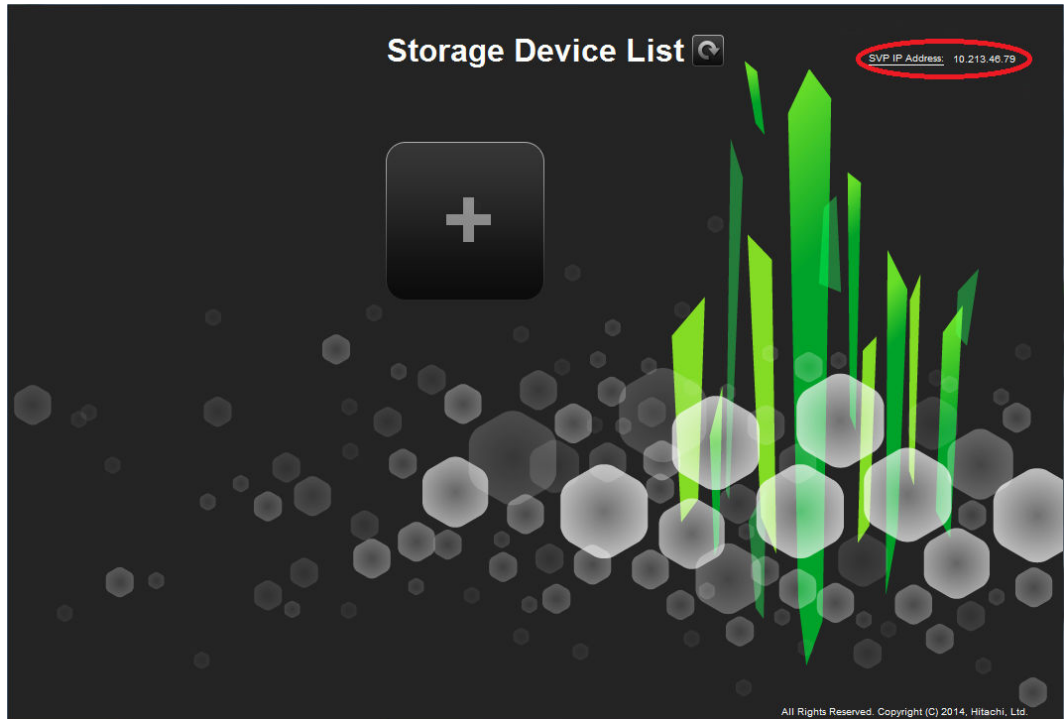 Storage Device List
SVP IP Address: 10.213.46.79
All Rights Reserved. Copyright (C) 2014, Hitachi, Ltd.